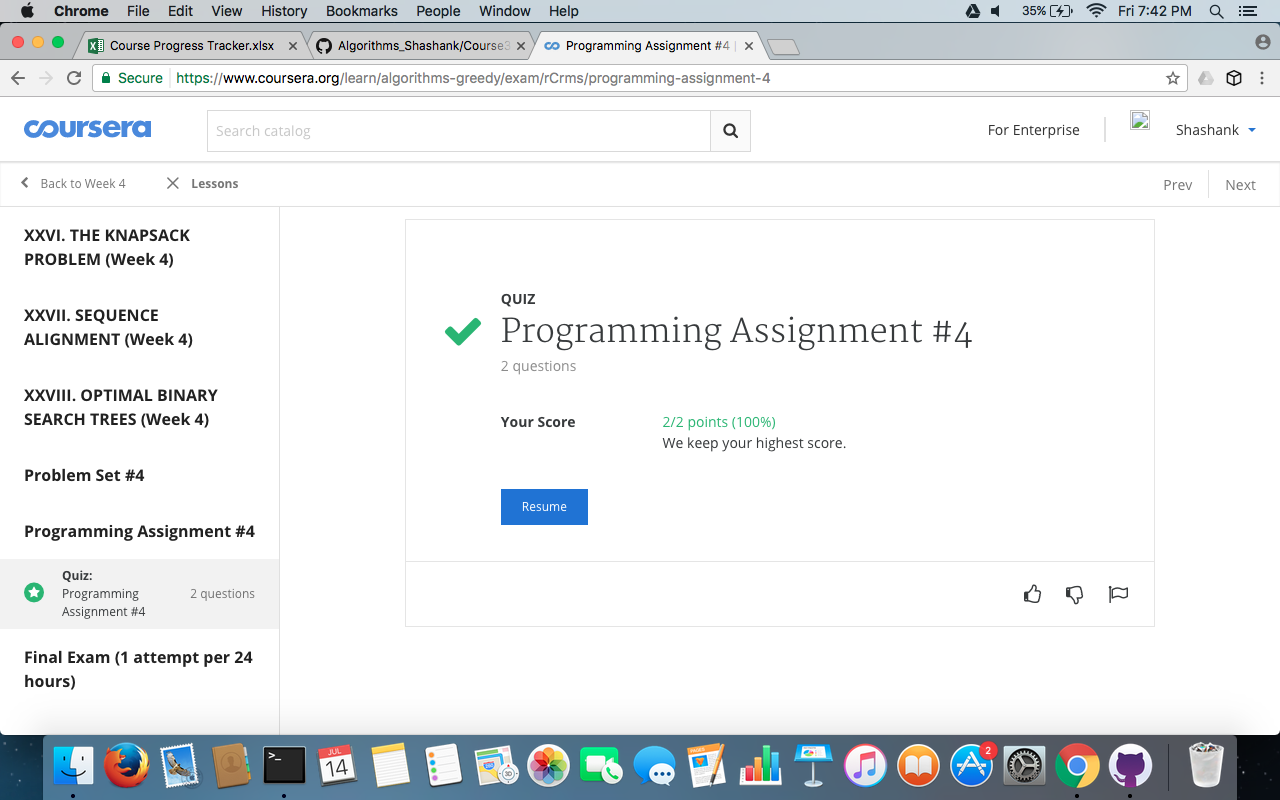 Chrome File Edit View History Bookmarks People Window Help 35% Fri 7:42 PM
Course Progress Tracker.xlsx Algorithms_Shashank/Course3 Programming Assignment #4 |
Secure https://www.coursera.org/learn/algorithms-greedy/exam/rCrms/programming-assignment-4
coursera Search catalog For Enterprise Shashank
Back to Week 4 Lessons Prev Next
XXVI. THE KNAPSACK
PROBLEM (Week 4)
XXVII. SEQUENCE
ALIGNMENT (Week 4)
XXVIII. OPTIMAL BINARY
SEARCH TREES (Week 4)
Problem Set #4
Programming Assignment #4
Quiz:
Programming
Assignment #4
2 questions
Final Exam (1 attempt per 24
hours)
QUIZ
Programming Assignment #4
2 questions
Your Score 2/2 points (100%)
We keep your highest score.
Resume
>_
JUL
14
3D
PAGES
2